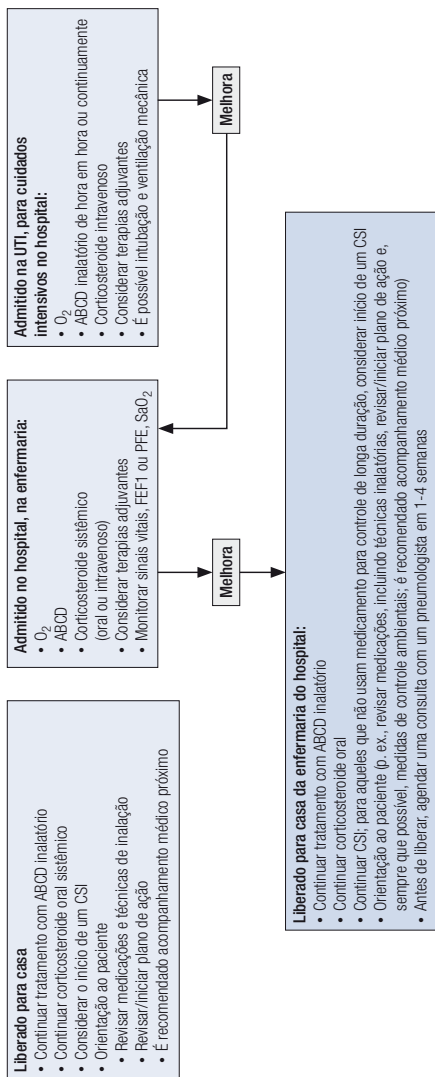 Liberado para casa
• Continuar tratamento com ABCD inalatório
• Continuar corticosteroide oral sistêmico
• Considerar o início de um CSI
• Orientação ao paciente
• Revisar medicações e técnicas de inalação
• Revisar/iniciar plano de ação
• É recomendado acompanhamento médico próximo
Admitido no hospital, na enfermaria:
• O₂
• ABCD
• Corticosteroide sistêmico
(oral ou intravenoso)
• Considerar terapias adjuvantes
• Monitorar sinais vitais, FEF1 ou PFE, SaO₂
Admitido na UTI, para cuidados
intensivos no hospital:
• O₂
• ABCD inalatório de hora em hora ou continuamente
• Corticosteroide intravenoso
• Considerar terapias adjuvantes
• É possível intubação e ventilação mecânica
Melhora
Melhora
Liberado para casa da enfermaria do hospital:
• Continuar tratamento com ABCD inalatório
• Continuar corticosteroide oral
• Continuar CSI; para aqueles que não usam medicamento para controle de longa duração, considerar início de um CSI
• Orientação ao paciente (p. ex., revisar medicações, incluindo técnicas inalatórias, revisar/iniciar plano de ação e,
sempre que possível, medidas de controle ambientais; é recomendado acompanhamento médico próximo)
• Antes de liberar, agendar uma consulta com um pneumologista em 1-4 semanas